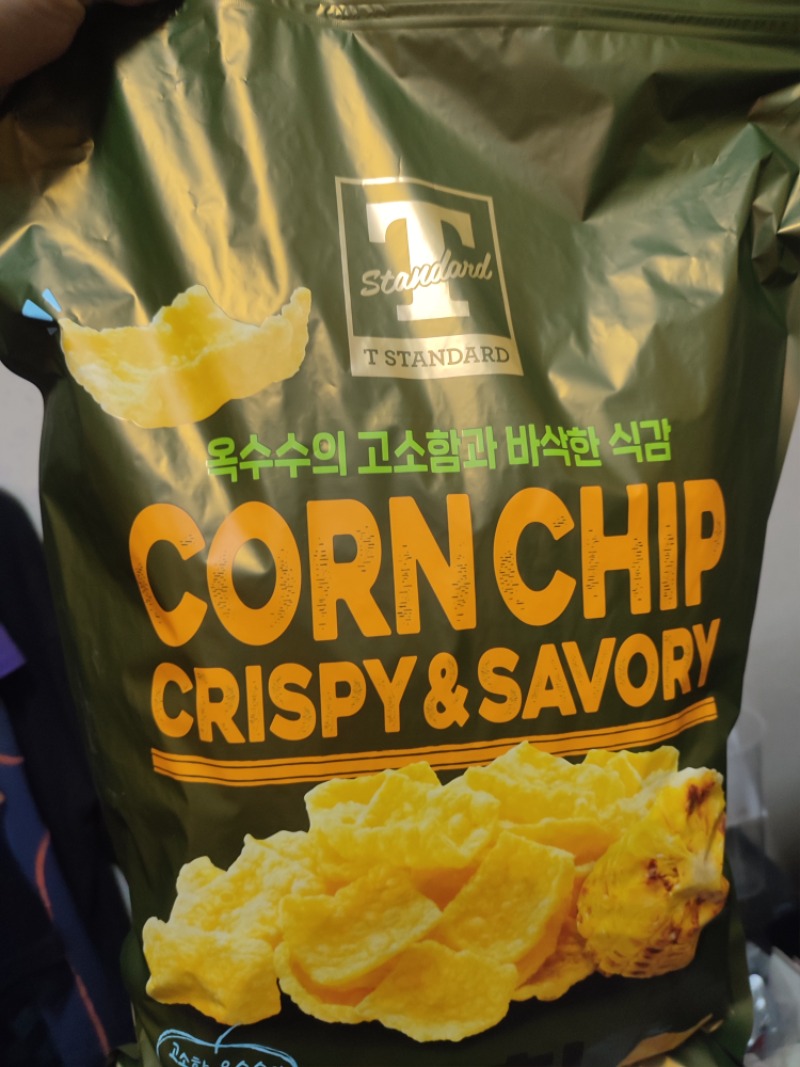 T
Standard
T STANDARD
옥수수의 고소함과 바삭한 식감
CORN CHIP
CRISPY & SAVORY